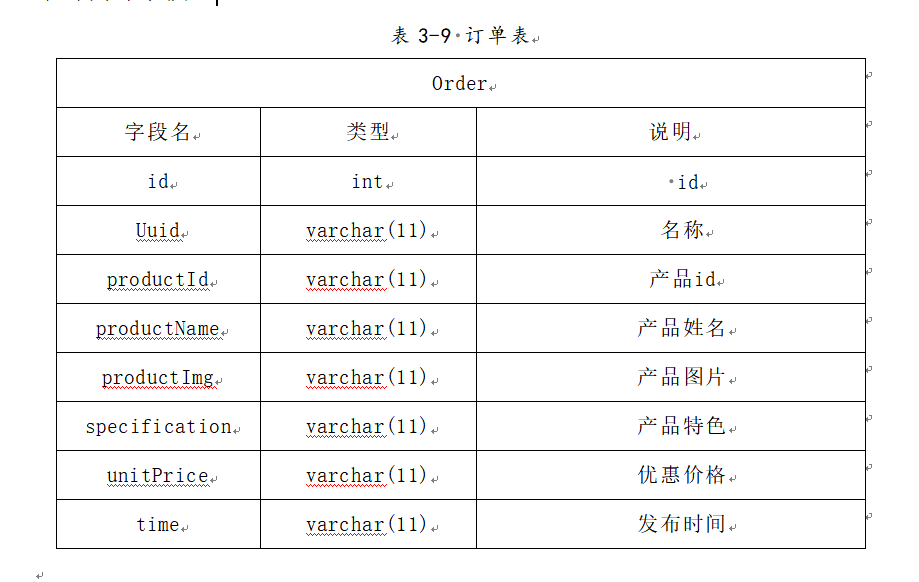 表 3-9 订单表
Order
字段名 类型 说明
id int id
Uuid varchar(11) 名称
productId varchar(11) 产品id
productName varchar(11) 产品姓名
productImg varchar(11) 产品图片
specification varchar(11) 产品特色
unitPrice varchar(11) 优惠价格
time varchar(11) 发布时间